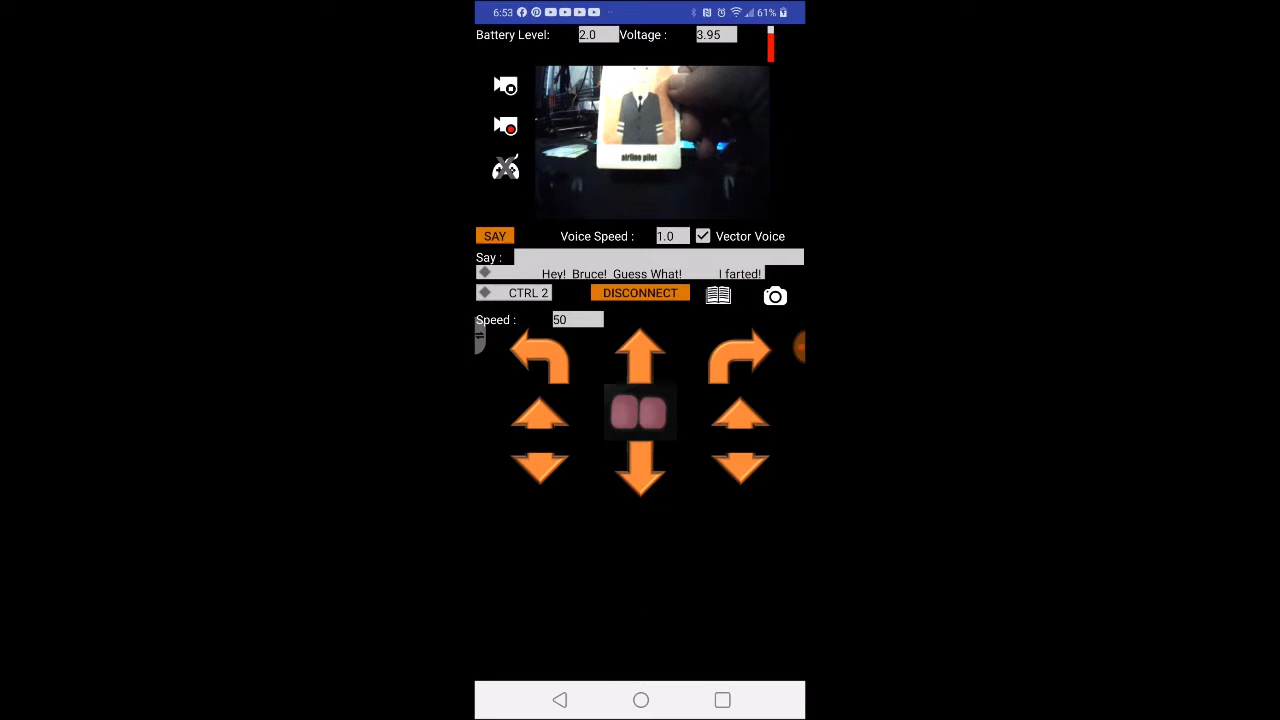 6:53 61%
Battery Level: 2.0 Voltage : 3.95
airline pilot
SAY Voice Speed : 1.0 Vector Voice
Say :
Hey! Bruce! Guess What! I farted!
CTRL 2 DISCONNECT
Speed : 50